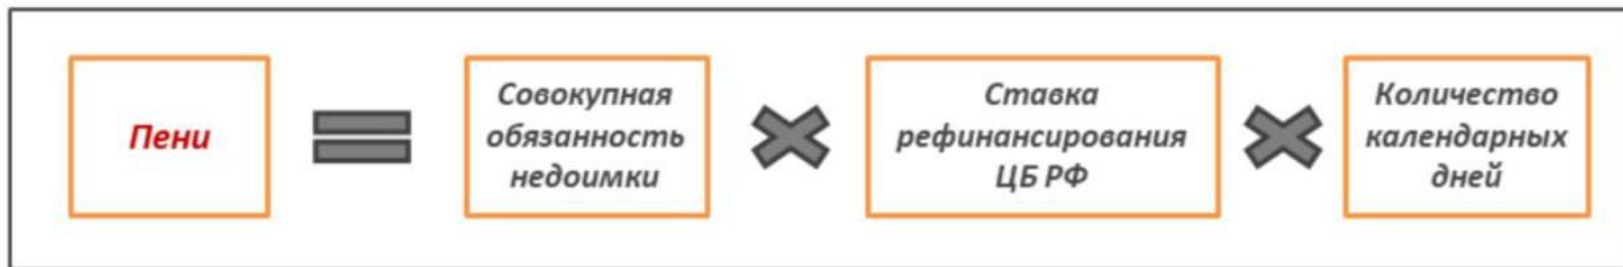 Пени
Совокупная
обязанность
недоимки
Ставка
рефинансирования
ЦБ РФ
Количество
календарных
дней